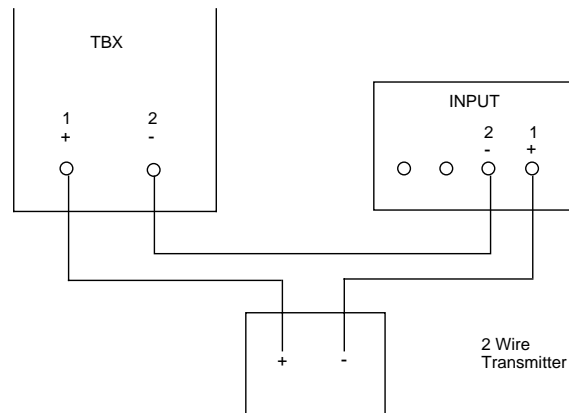 TBX
1 2
+ -
INPUT
2 1
- +
+ -
2 Wire
Transmitter